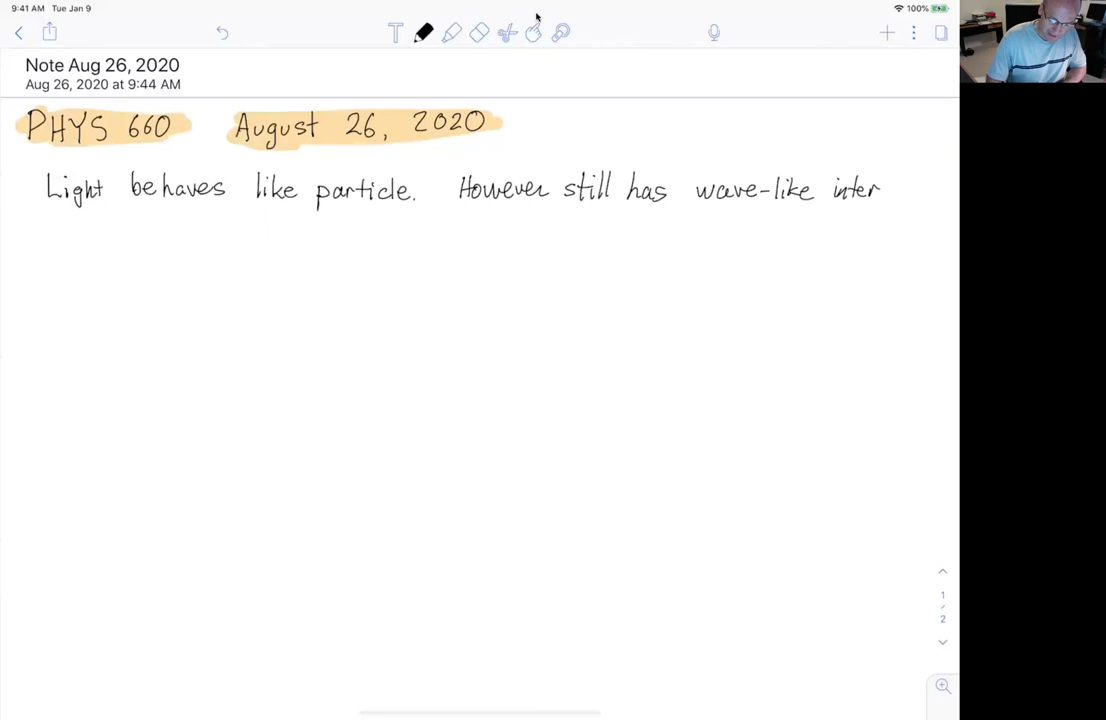 9:41 AM Tue Jan 9
100%
Note Aug 26, 2020
Aug 26, 2020 at 9:44 AM
PHYS 660 August 26, 2020
Light behaves like particle. However still has wave-like inter
1
/
2